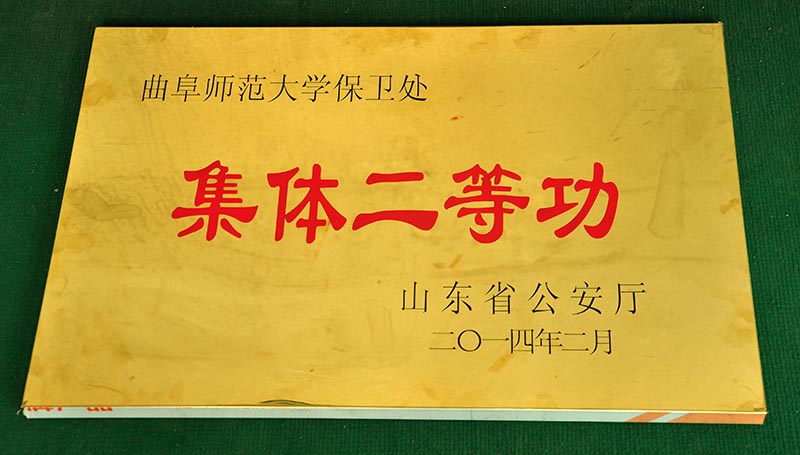 曲阜师范大学保卫处
集体二等功
山东省公安厅
二〇一四年二月